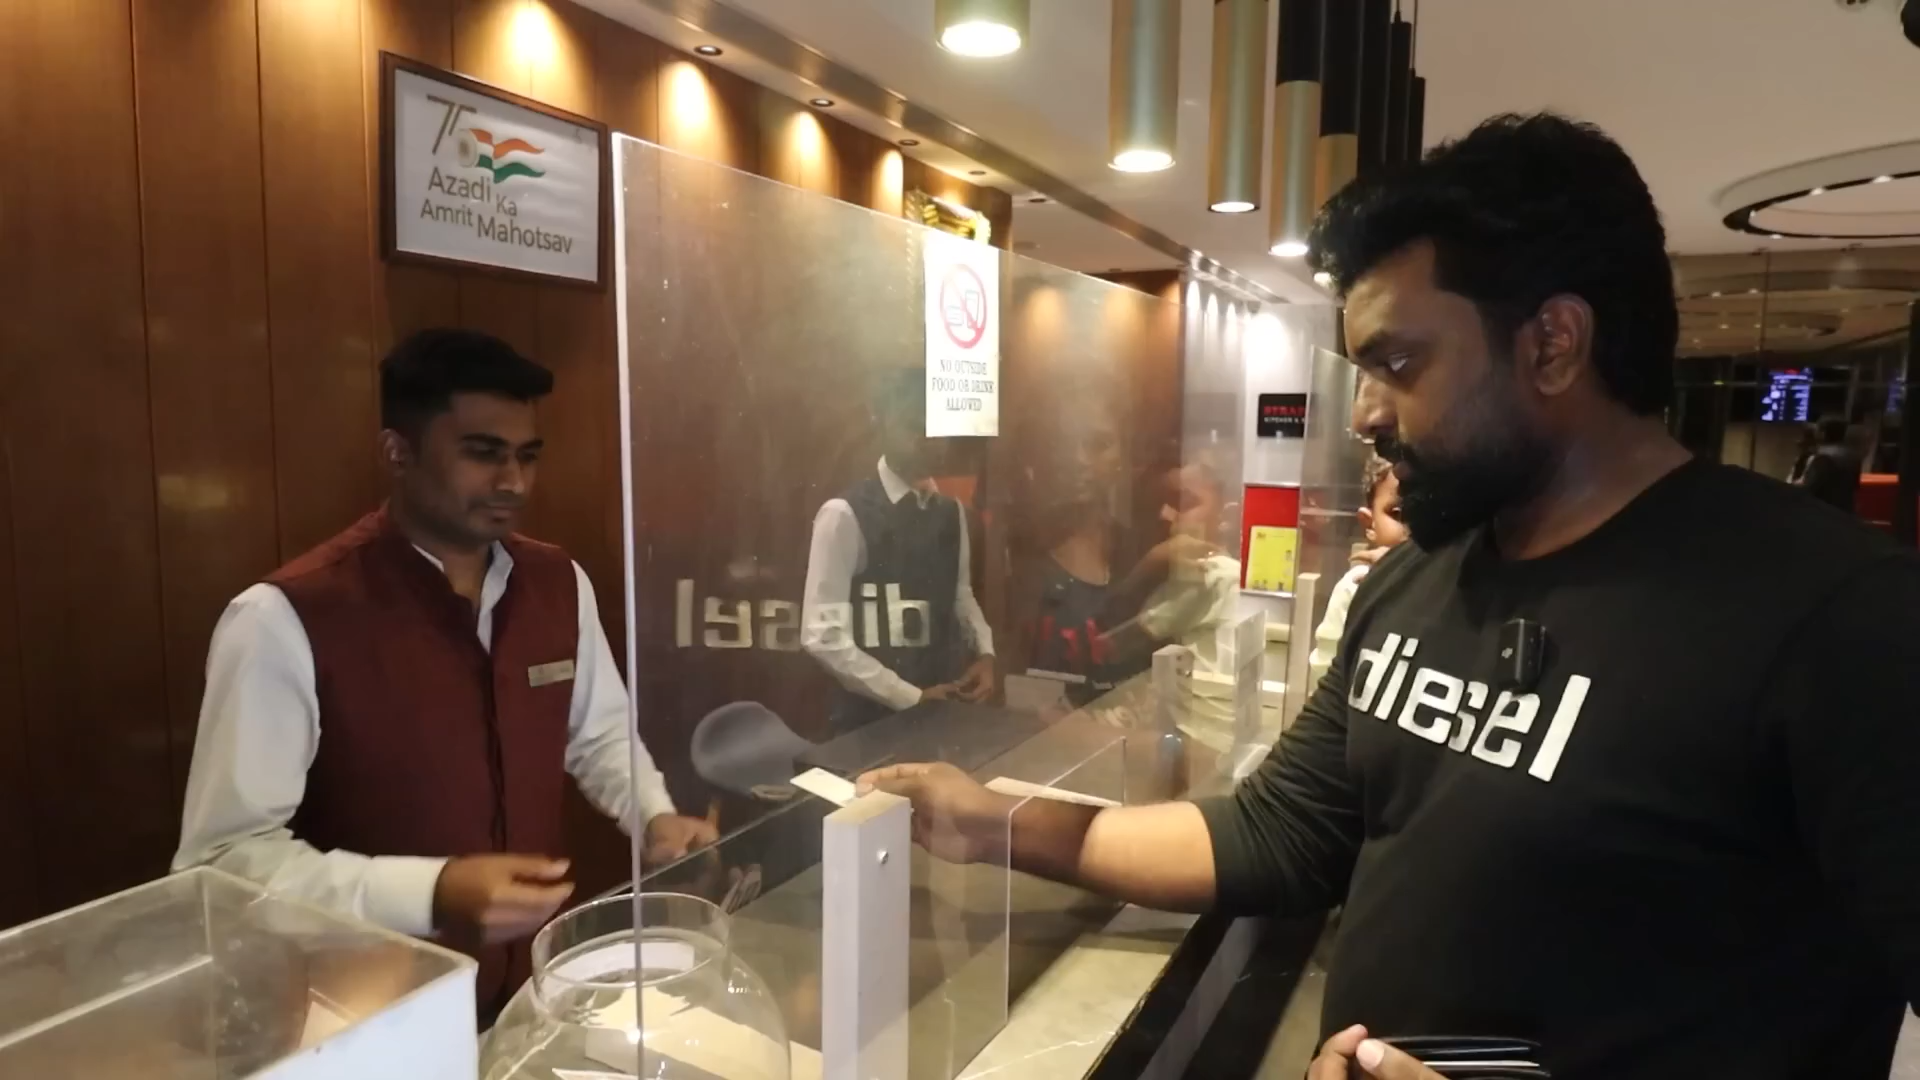 75
Azadi Ka
Amrit Mahotsav
NO OUTSIDE
FOOD OR DRINK
ALLOWED
diesel